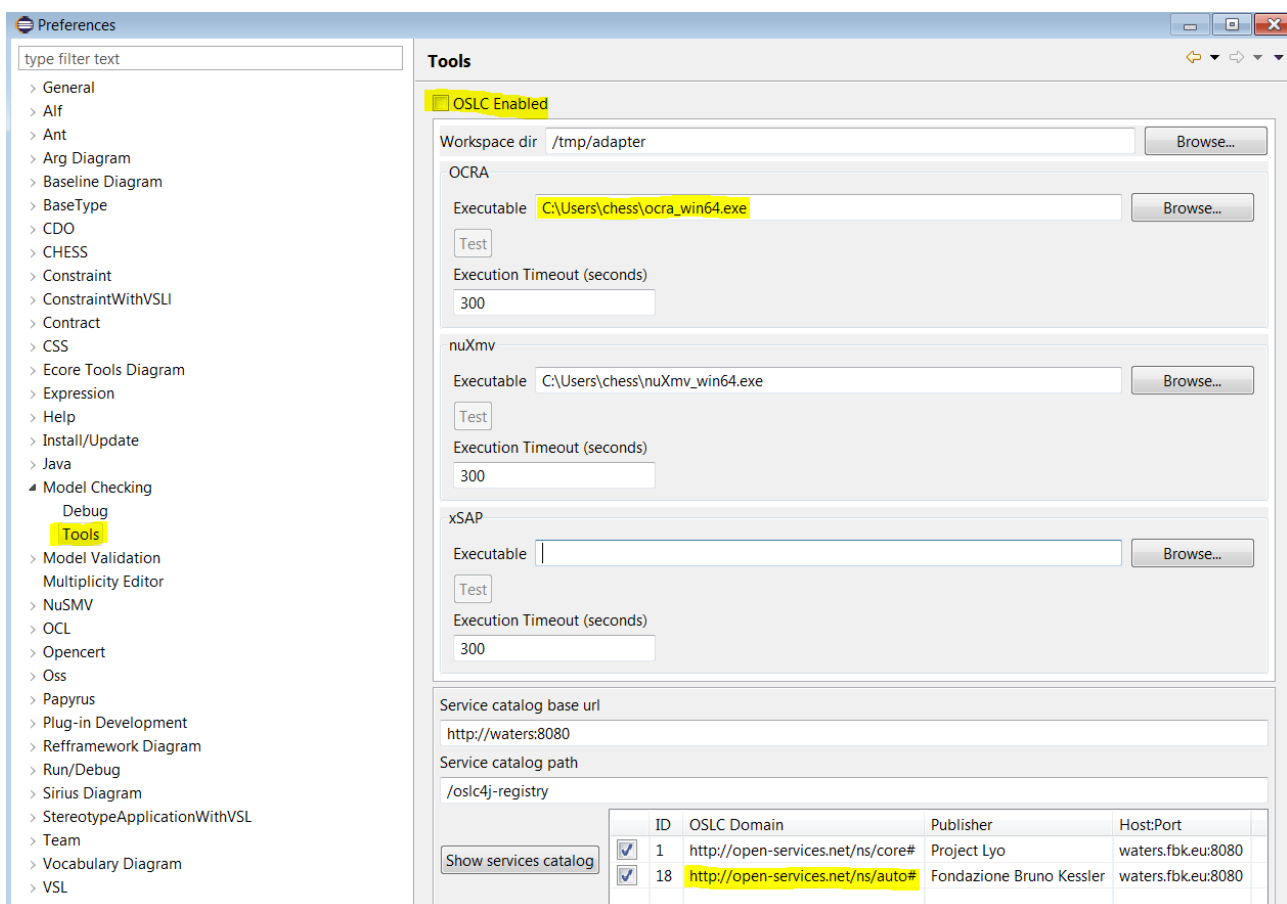 Preferences
type filter text
General
Alf
Ant
Arg Diagram
Baseline Diagram
BaseType
CDO
CHESS
Constraint
ConstraintWithVSLI
Contract
CSS
Ecore Tools Diagram
Expression
Help
Install/Update
Java
Model Checking
Debug
Tools
Model Validation
Multiplicity Editor
NuSMV
OCL
Opencert
Oss
Papyrus
Plug-in Development
Refframework Diagram
Run/Debug
Sirius Diagram
StereotypeApplicationWithVSL
Team
Vocabulary Diagram
VSL
Tools
OSLC Enabled
Workspace dir /tmp/adapter Browse...
OCRA
Executable C:\Users\chess\ocra_win64.exe Browse...
Test
Execution Timeout (seconds)
300
nuXmv
Executable C:\Users\chess\nuXmv_win64.exe Browse...
Test
Execution Timeout (seconds)
300
xSAP
Executable Browse...
Test
Execution Timeout (seconds)
300
Service catalog base url
http://waters:8080
Service catalog path
/oslc4j-registry
Show services catalog
ID OSLC Domain Publisher Host:Port
1 http://open-services.net/ns/core# Project Lyo waters.fbk.eu:8080
18 http://open-services.net/ns/auto# Fondazione Bruno Kessler waters.fbk.eu:8080